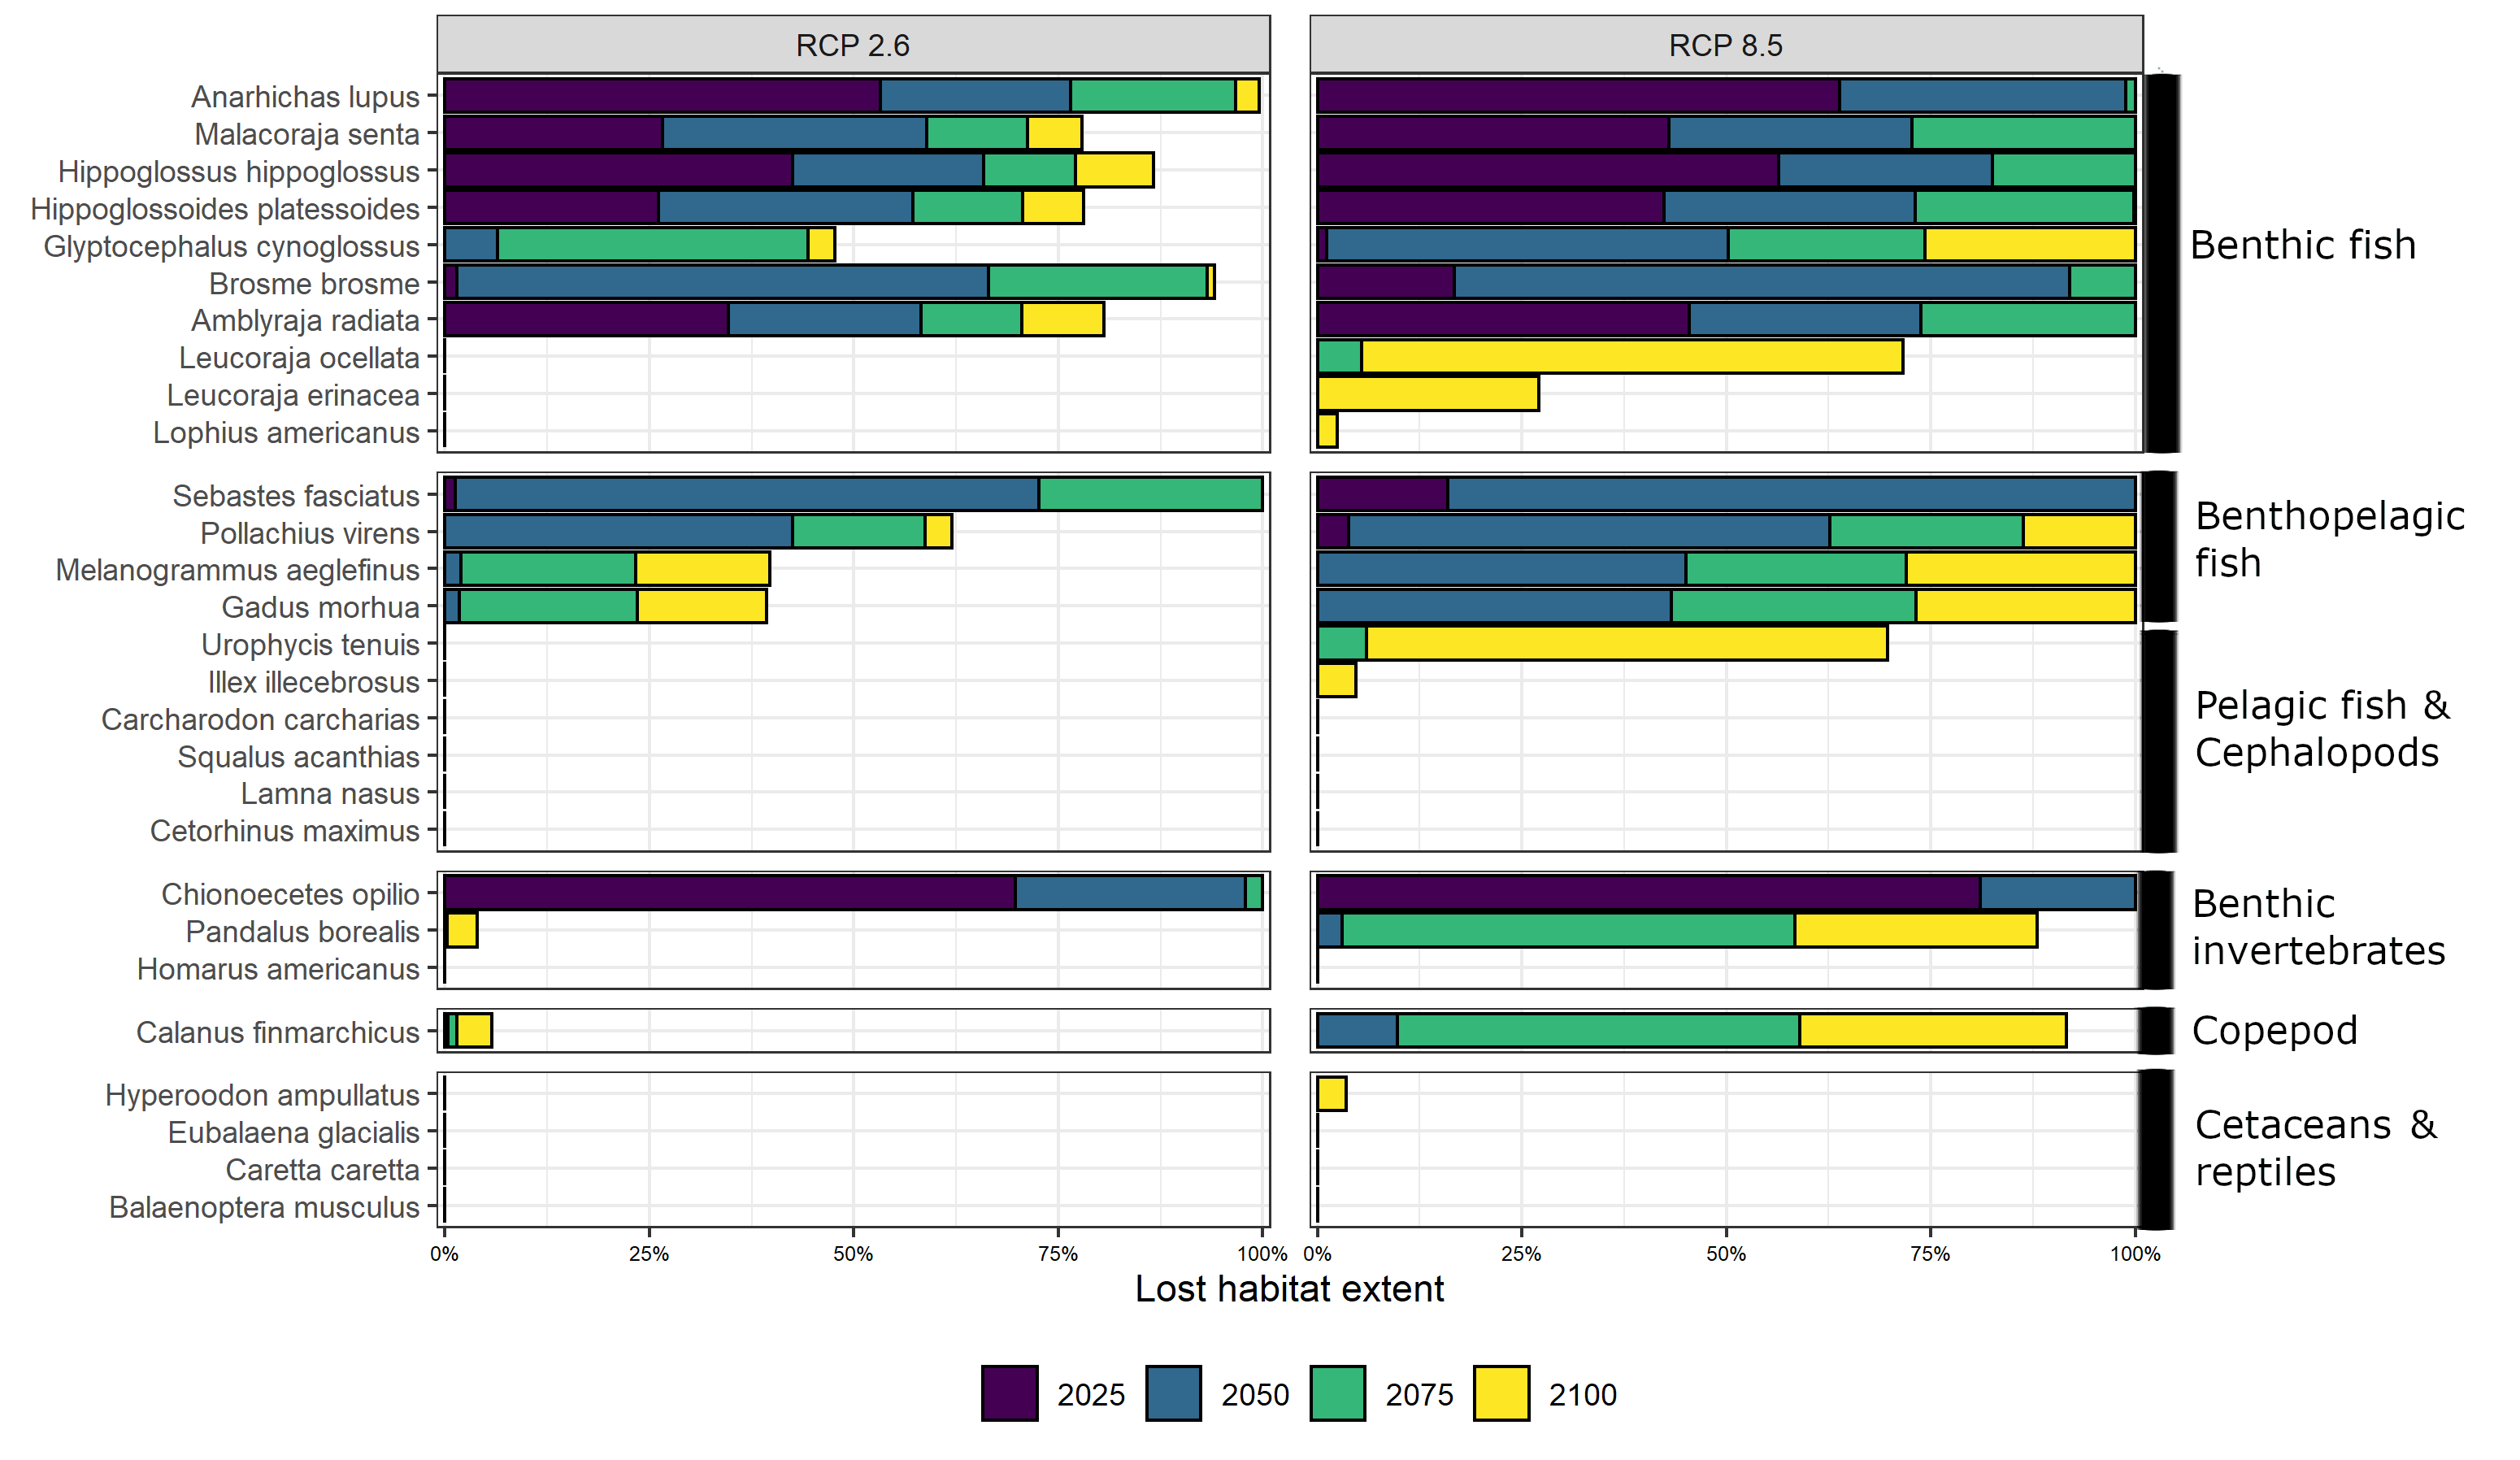 RCP 2.6
RCP 8.5
Anarhichas lupus
Malacoraja senta
Hippoglossus hippoglossus
Hippoglossoides platessoides
Glyptocephalus cynoglossus
Brosme brosme
Amblyraja radiata
Leucoraja ocellata
Leucoraja erinacea
Lophius americanus
Benthic fish
Sebastes fasciatus
Pollachius virens
Melanogrammus aeglefinus
Gadus morhua
Urophycis tenuis
Illex illecebrosus
Carcharodon carcharias
Squalus acanthias
Lamna nasus
Cetorhinus maximus
Benthopelagic
fish
Pelagic fish &
Cephalopods
Chionoecetes opilio
Pandalus borealis
Homarus americanus
Benthic
invertebrates
Calanus finmarchicus
Copepod
Hyperoodon ampullatus
Eubalaena glacialis
Caretta caretta
Balaenoptera musculus
Cetaceans &
reptiles
0% 25% 50% 75% 100%
0% 25% 50% 75% 100%
Lost habitat extent
2025 2050 2075 2100